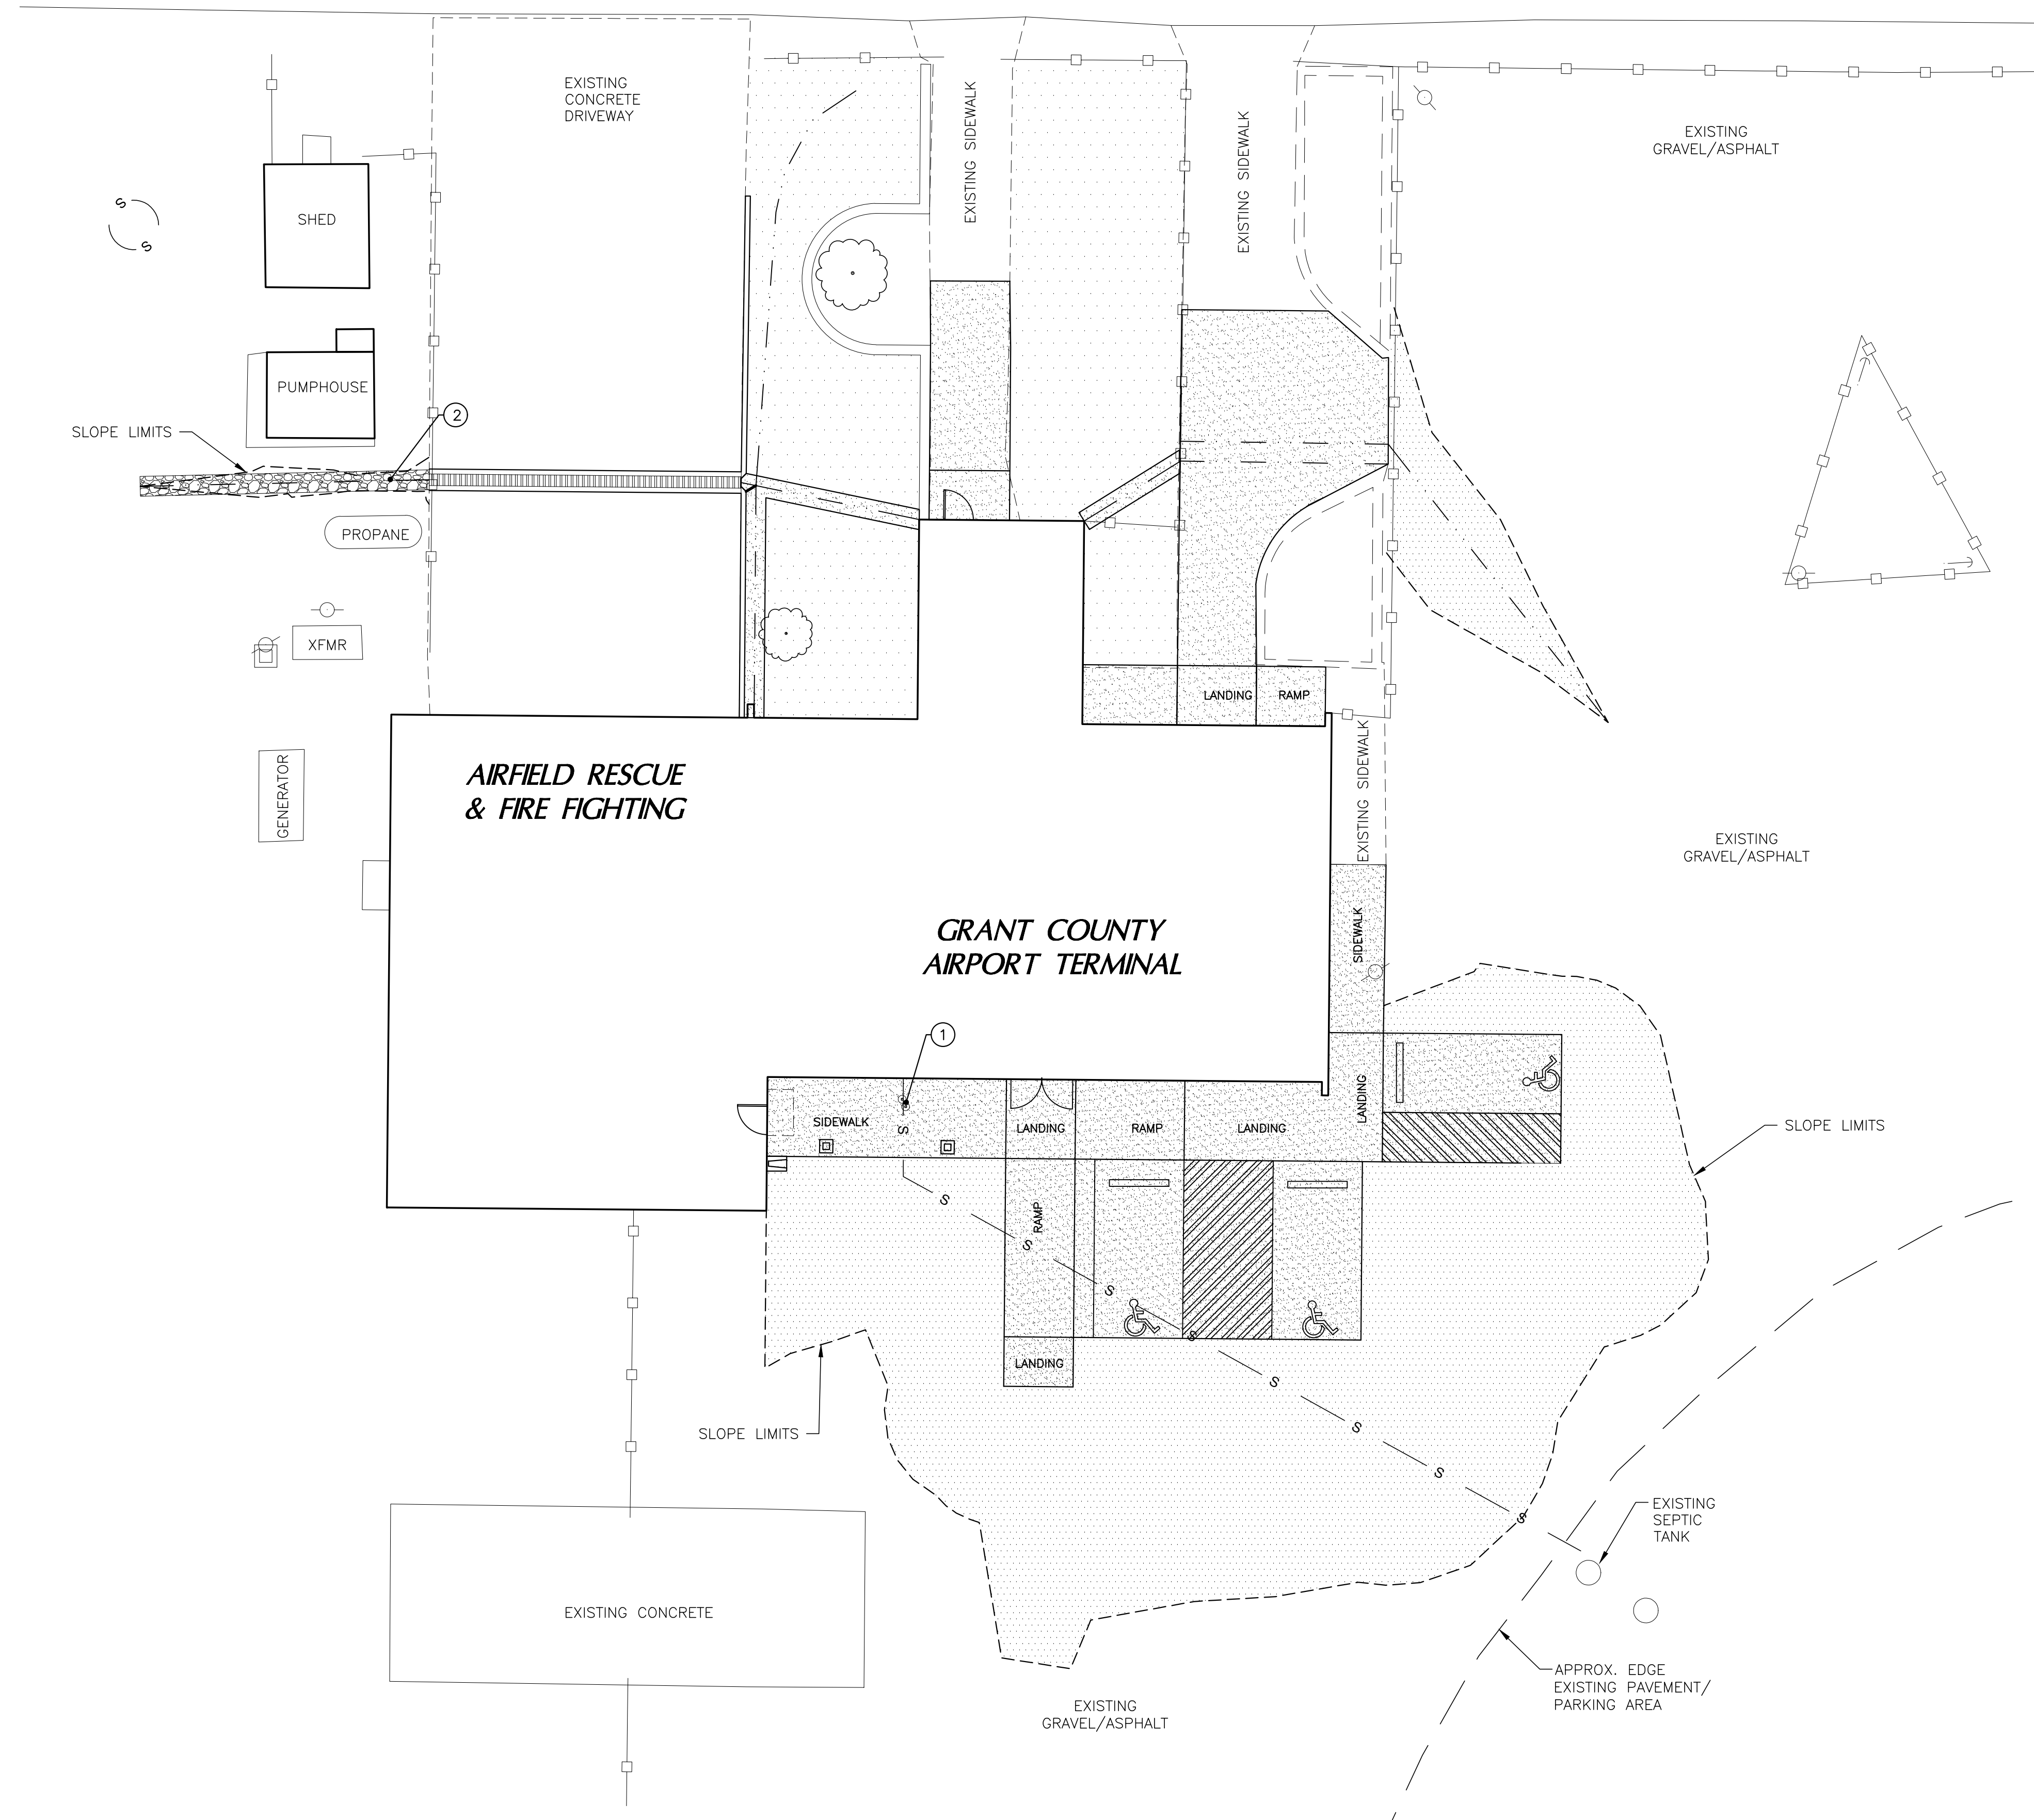 EXISTING
CONCRETE
DRIVEWAY
EXISTING SIDEWALK
EXISTING SIDEWALK
EXISTING
GRAVEL/ASPHALT
S
S
SHED
PUMPHOUSE
2
SLOPE LIMITS
PROPANE
XFMR
LANDING
RAMP
GENERATOR
AIRFIELD RESCUE
& FIRE FIGHTING
EXISTING SIDEWALK
EXISTING
GRAVEL/ASPHALT
GRANT COUNTY
AIRPORT TERMINAL
SIDEWALK
1
LANDING
SIDEWALK
S
LANDING
RAMP
LANDING
SLOPE LIMITS
S
RAMP
S
S
S
LANDING
S
SLOPE LIMITS
S
S
S
EXISTING
SEPTIC
TANK
EXISTING CONCRETE
APPROX. EDGE
EXISTING PAVEMENT/
PARKING AREA
EXISTING
GRAVEL/ASPHALT